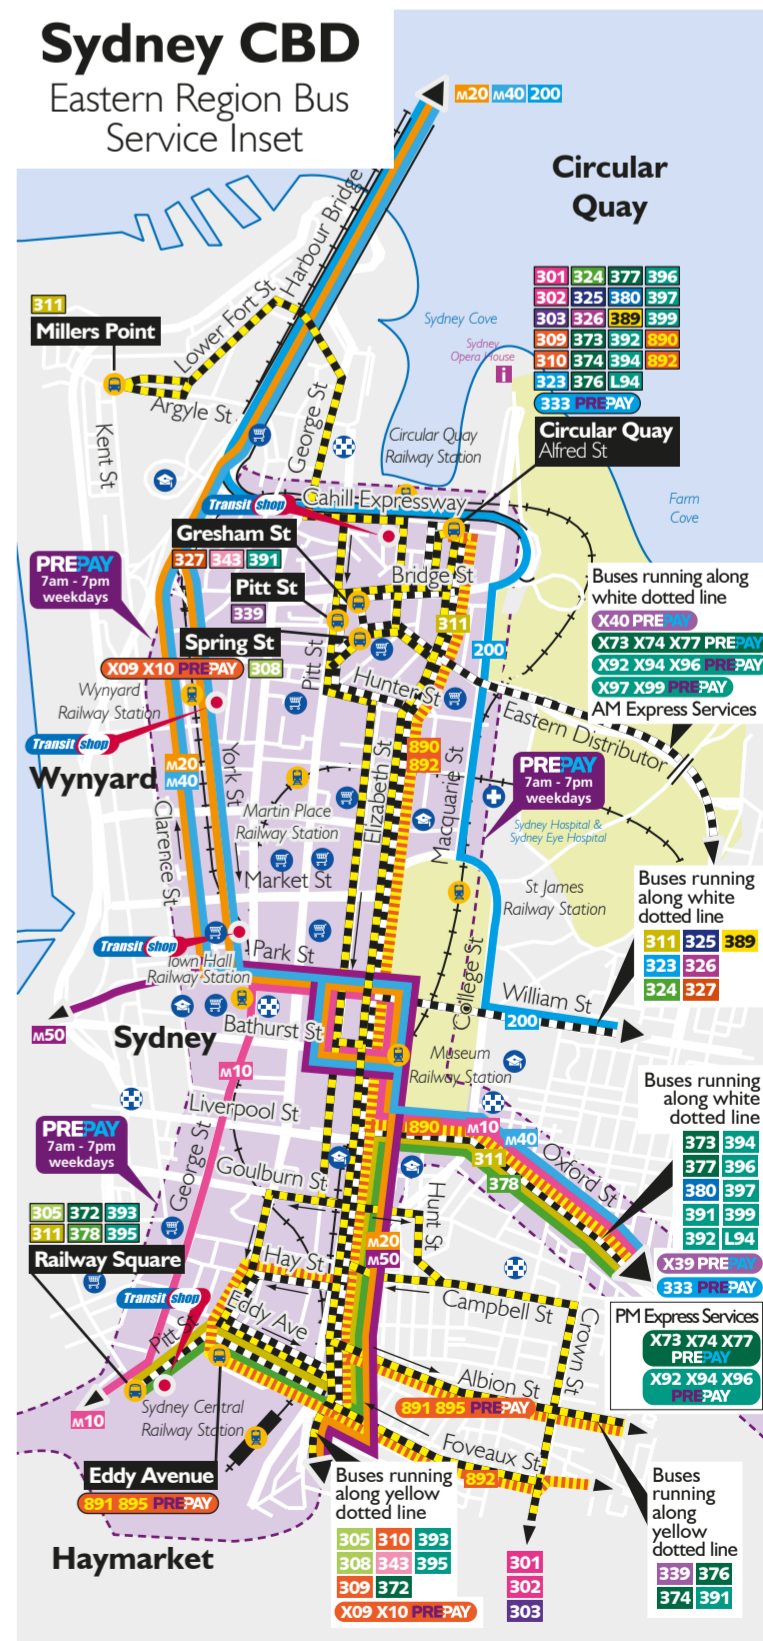 Sydney CBD
Eastern Region Bus
Service Inset
M20 M40 200
Circular
Quay
Harbour Bridge
301 324 377 396
302 325 380 397
303 326 389 399
309 373 392 890
310 374 394 892
323 376 L94
333 PREPAY
311
Millers Point
Lower Fort St
Sydney Cove
Sydney
Opera House
i
Argyle St
George St
Kent St
Circular Quay
Railway Station
Circular Quay
Alfred St
Farm
Cove
Transit shop
Cahill Expressway
Gresham St
327 343 391
PREPAY
7am - 7pm
weekdays
Bridge St
Pitt St
339
311
Buses running along
white dotted line
X40 PREPAY
X73 X74 X77 PREPAY
X92 X94 X96 PREPAY
X97 X99 PREPAY
AM Express Services
Spring St
X09 X10 PREPAY 308
200
Pitt St
Hunter St
Wynyard
Railway Station
Eastern Distributor
Transit shop
Wynyard
M20
M40
York St
890
892
Elizabeth St
Macquarie St
PREPAY
7am - 7pm
weekdays
Clarence St
Martin Place
Railway Station
Sydney Hospital &
Sydney Eye Hospital
Market St
St James
Railway Station
Buses running
along white
dotted line
311 325 389
323 326
324 327
Transit shop
Park St
Town Hall
Railway Station
College St
William St
200
M50
Sydney
Bathurst St
Museum
Railway Station
M10
Liverpool St
Buses running
along white
dotted line
373 394
377 396
380 397
391 399
392 L94
X39 PREPAY
333 PREPAY
PREPAY
7am - 7pm
weekdays
George St
890 M10
M40
311
378
Oxford St
Goulburn St
Hunt St
305 372 393
311 378 395
Railway Square
M20
M50
Hay St
Transit shop
Eddy Ave
Campbell St
Crown St
PM Express Services
X73 X74 X77
PREPAY
X92 X94 X96
PREPAY
Pitt St
Albion St
891 895 PREPAY
M10
Sydney Central
Railway Station
Foveaux St
892
Eddy Avenue
891 895 PREPAY
Buses running
along yellow
dotted line
305 310 393
308 343 395
309 372
X09 X10 PREPAY
Buses
running
along
yellow
dotted line
339 376
374 391
Haymarket
301
302
303